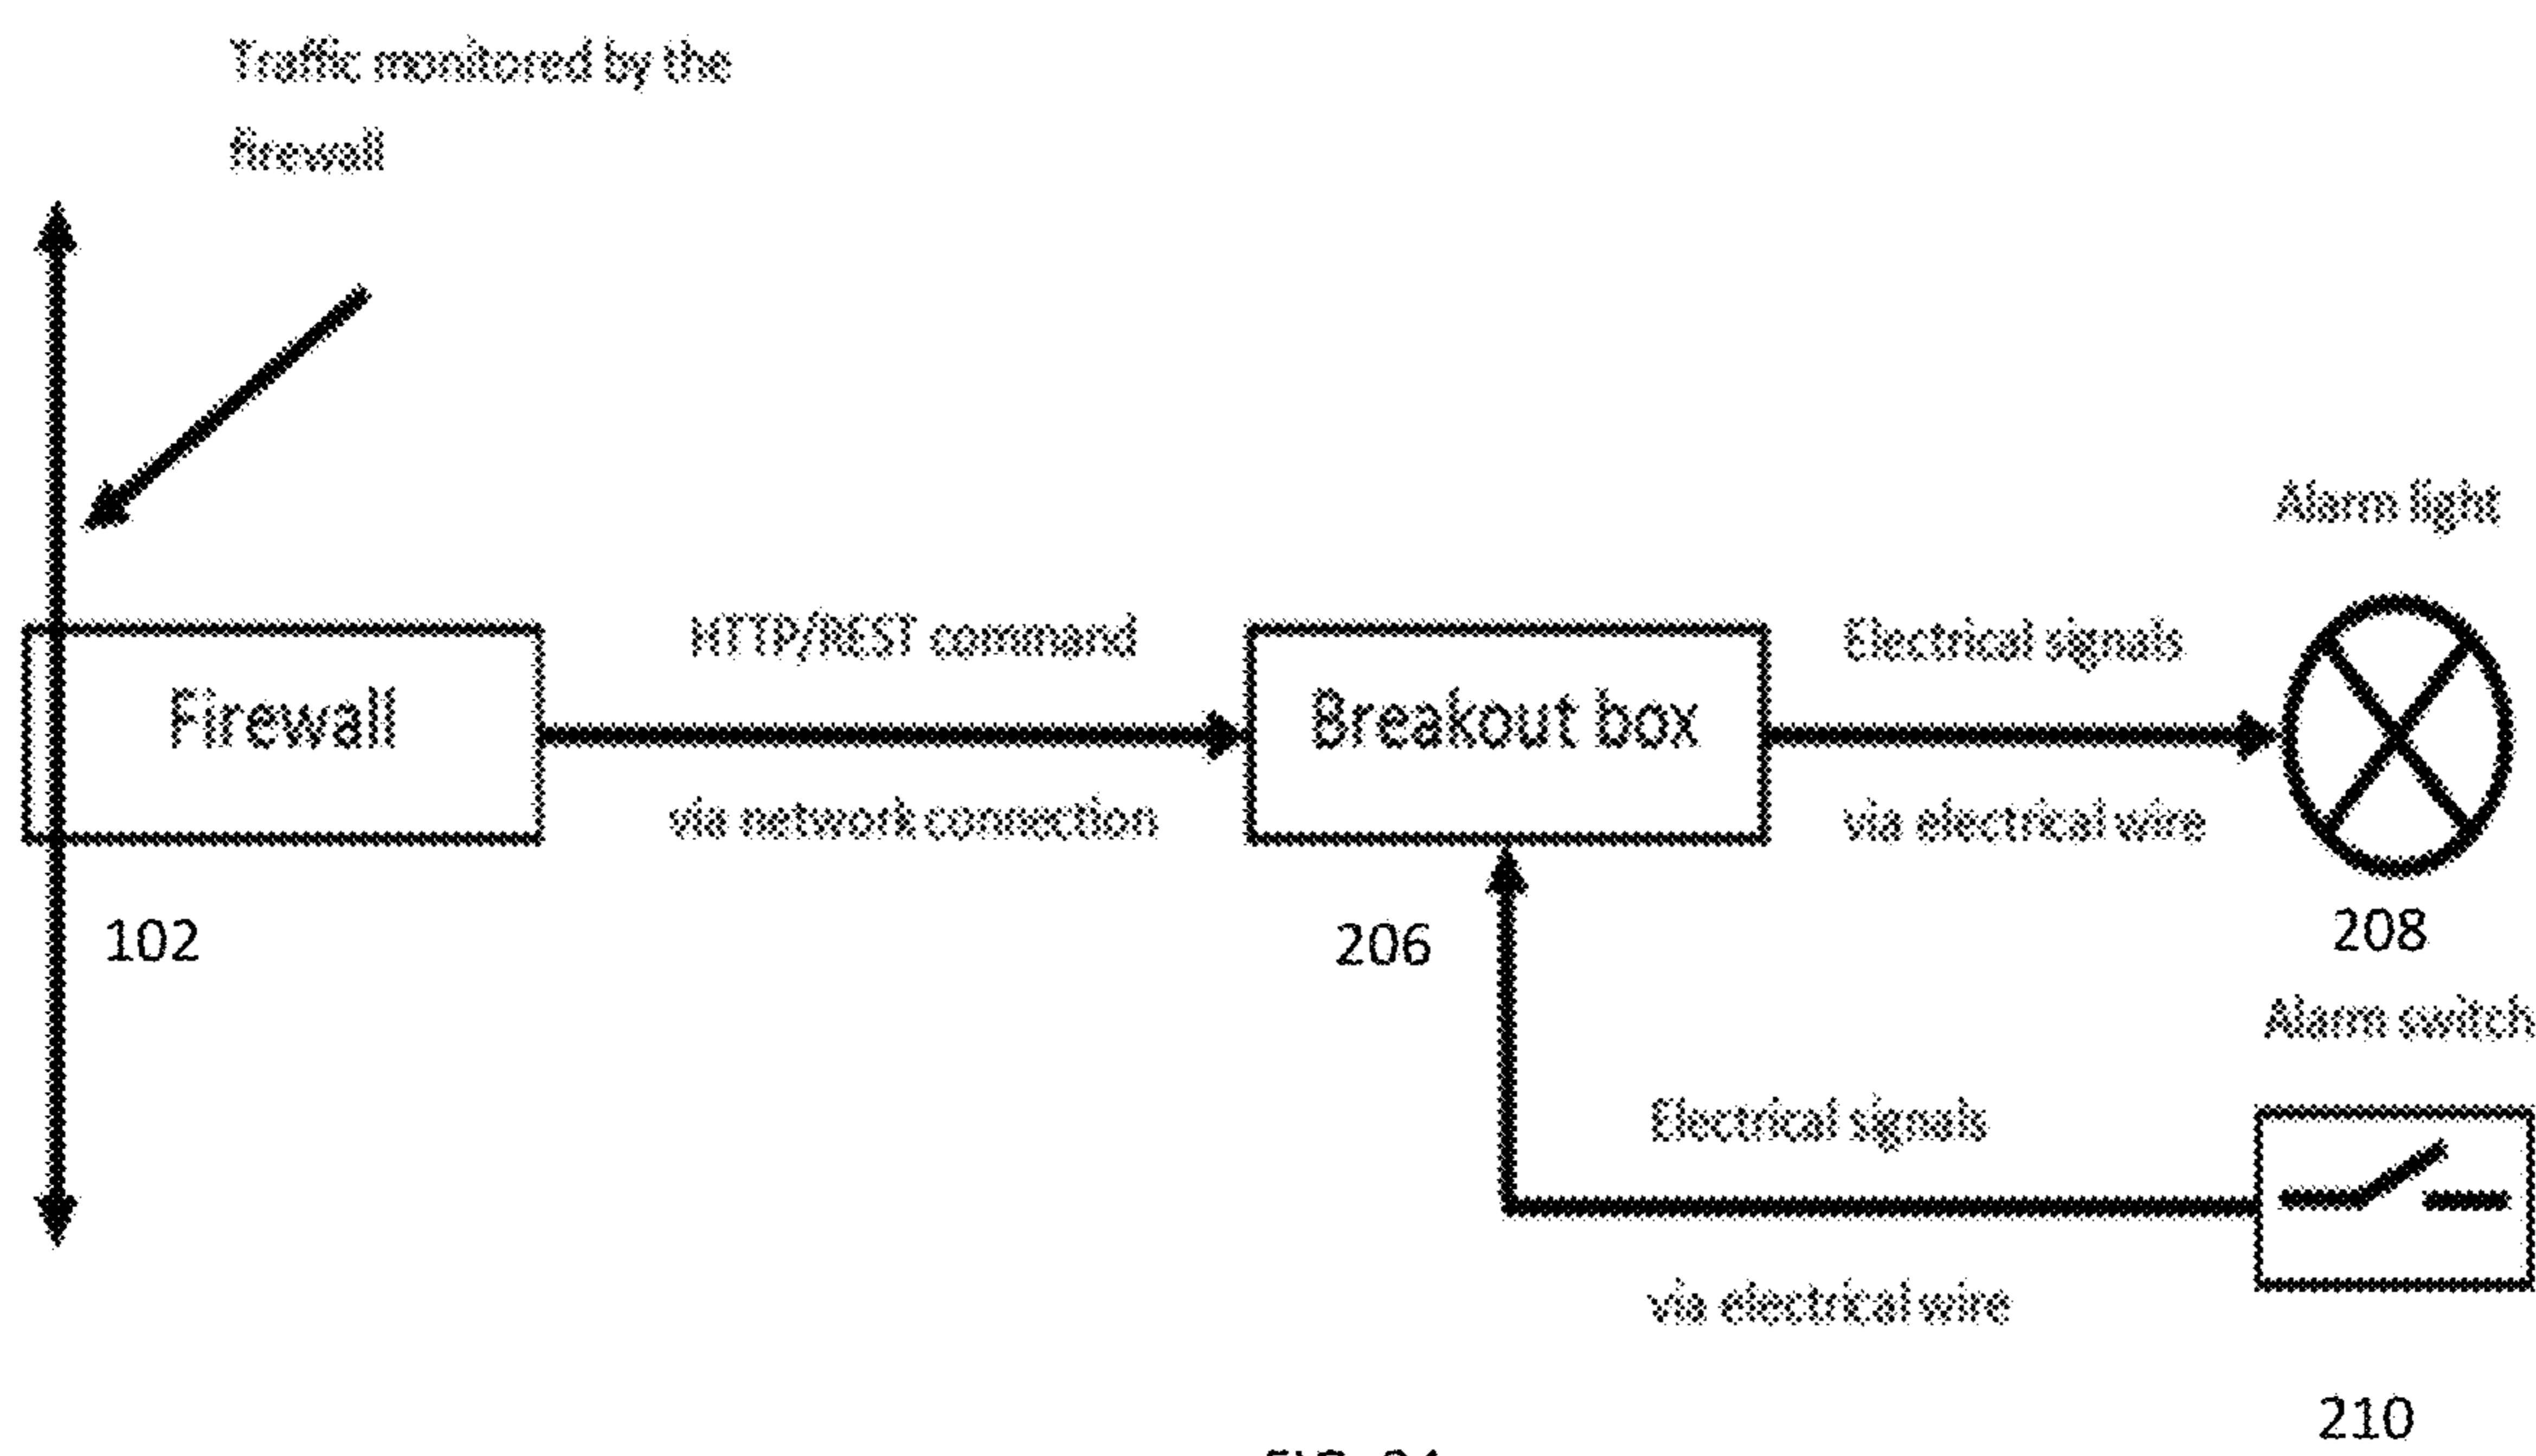 Traffic monitored by the
firewall
Alarm light
HTTP/REST command
Electrical signals
Firewall
Breakout box
via network connection
via electrical wire
102
206
208
Alarm switch
Electrical signals
via electrical wire
210